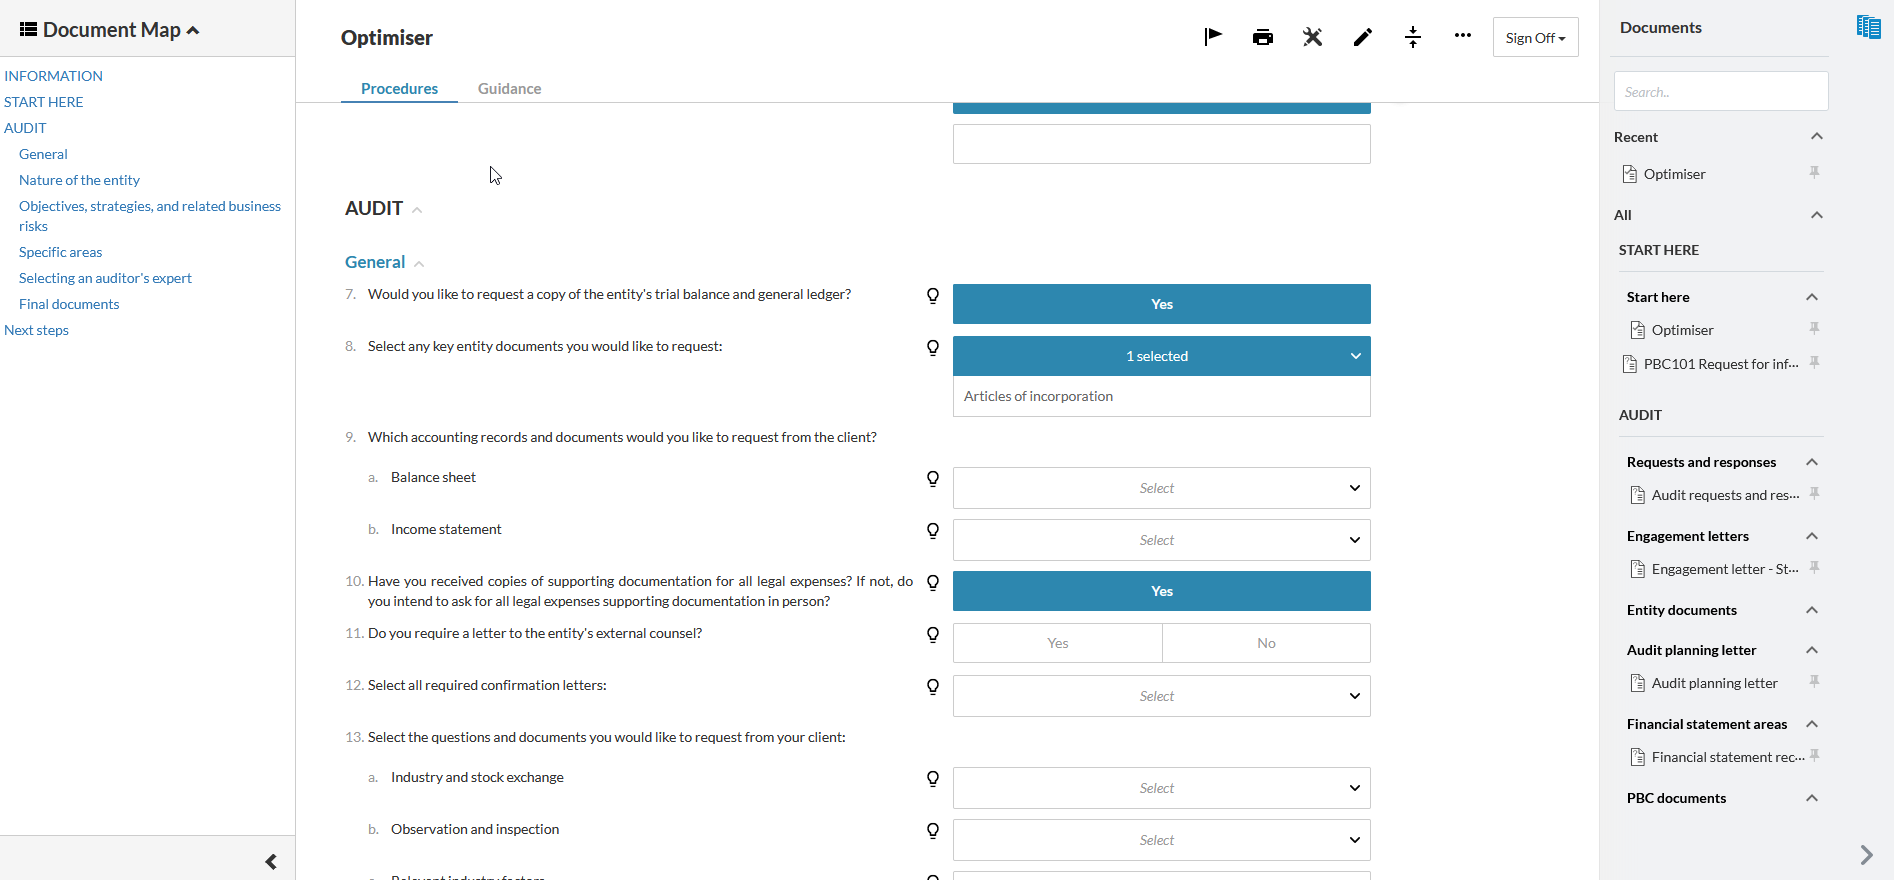 Document Map
INFORMATION
START HERE
AUDIT
General
Nature of the entity
Objectives, strategies, and related business
risks
Specific areas
Selecting an auditor's expert
Final documents
Next steps
Optimiser
Sign Off
Procedures
Guidance
AUDIT
General
7. Would you like to request a copy of the entity's trial balance and general ledger?
Yes
8. Select any key entity documents you would like to request:
1 selected
Articles of incorporation
9. Which accounting records and documents would you like to request from the client?
a. Balance sheet
Select
b. Income statement
Select
10. Have you received copies of supporting documentation for all legal expenses? If not, do
you intend to ask for all legal expenses supporting documentation in person?
Yes
11. Do you require a letter to the entity's external counsel?
Yes
No
12. Select all required confirmation letters:
Select
13. Select the questions and documents you would like to request from your client:
a. Industry and stock exchange
Select
b. Observation and inspection
Select
Relevant industry factors
Documents
Search..
Recent
Optimiser
All
START HERE
Start here
Optimiser
PBC101 Request for inf...
AUDIT
Requests and responses
Audit requests and res...
Engagement letters
Engagement letter - St...
Entity documents
Audit planning letter
Audit planning letter
Financial statement areas
Financial statement rec...
PBC documents